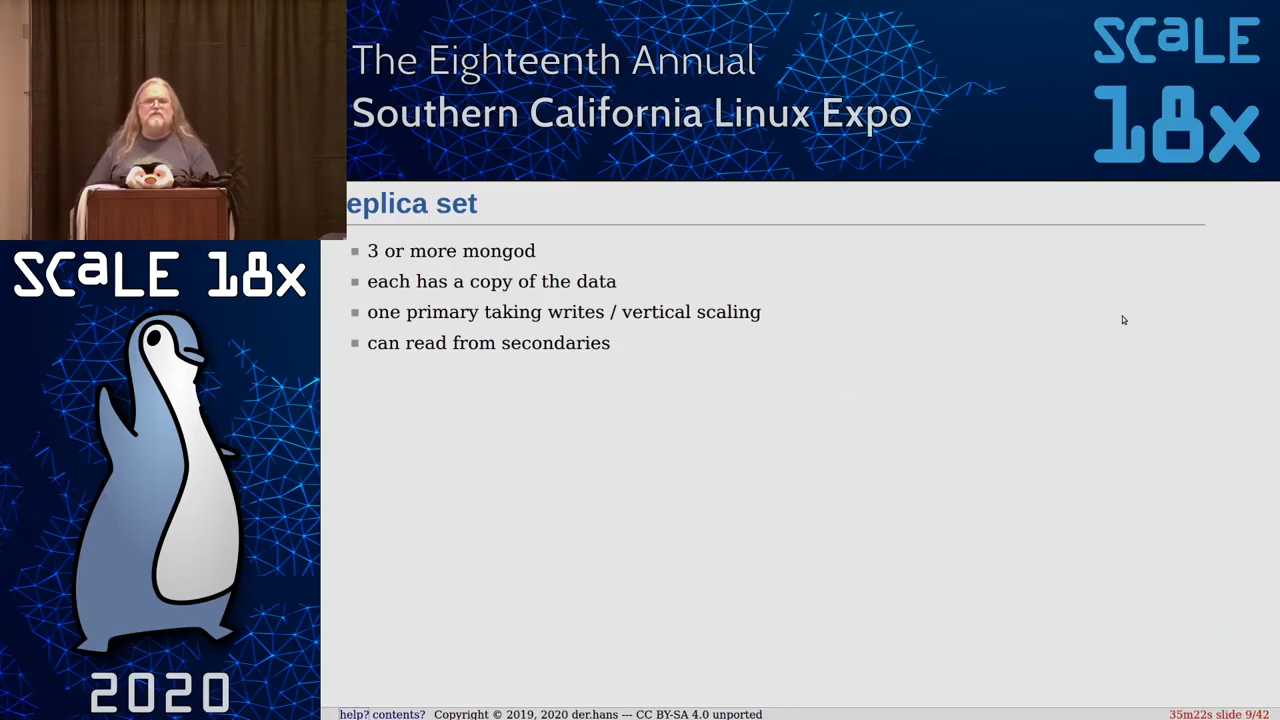 The Eighteenth Annual
Southern California Linux Expo
SCaLE
18x
eplica set
3 or more mongod
each has a copy of the data
one primary taking writes / vertical scaling
can read from secondaries
SCaLE 18x
2020
help? contents? Copyright © 2019, 2020 der.hans --- CC BY-SA 4.0 unported
35m22s slide 9/42